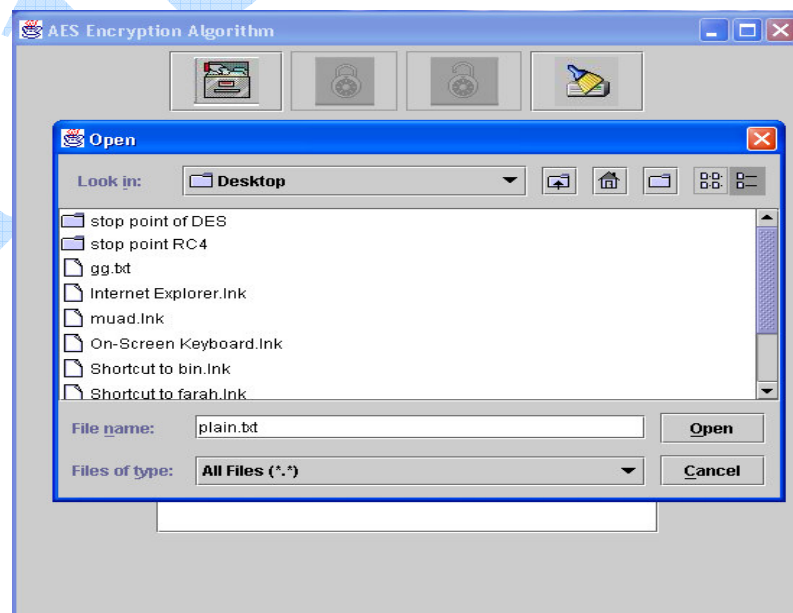 AES Encryption Algorithm
Open
Look in:
Desktop
stop point of DES
stop point RC4
gg.txt
Internet Explorer.lnk
muad.lnk
On-Screen Keyboard.lnk
Shortcut to bin.lnk
Shortcut to farah.lnk
File name:
plain.txt
Open
Files of type:
All Files (*.*)
Cancel